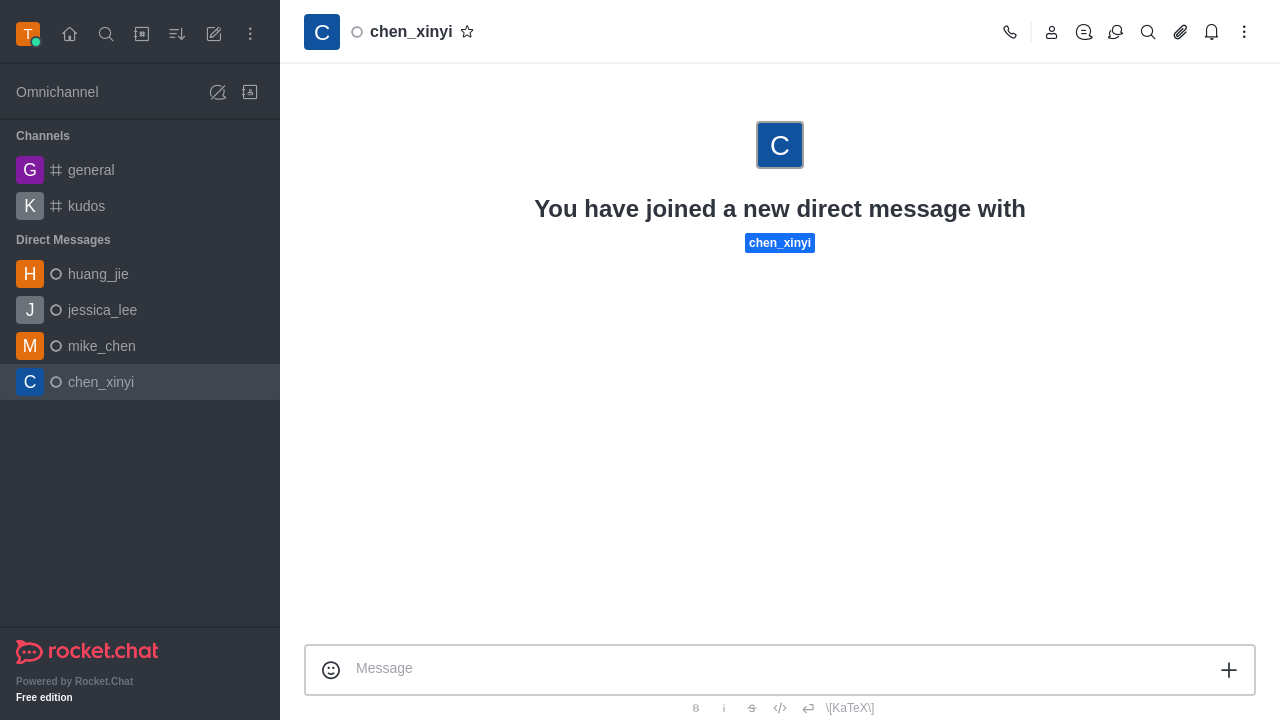 T
Omnichannel
Channels
G general
K kudos
Direct Messages
H huang_jie
J jessica_lee
M mike_chen
C chen_xinyi
rocket.chat
Powered by Rocket.Chat
Free edition
C chen_xinyi
C
You have joined a new direct message with
chen_xinyi
Message
B i S \[KaTeX\]